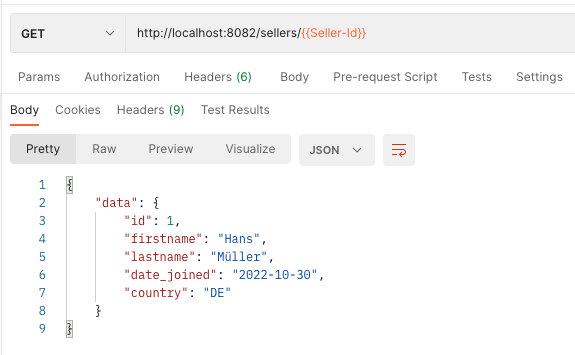 GET http://localhost:8082/sellers/{{Seller-Id}}
Params Authorization Headers (6) Body Pre-request Script Tests Settings
Body Cookies Headers (9) Test Results
Pretty Raw Preview Visualize JSON
1 {
2 "data": {
3 "id": 1,
4 "firstname": "Hans",
5 "lastname": "Müller",
6 "date_joined": "2022-10-30",
7 "country": "DE"
8 }
9 }